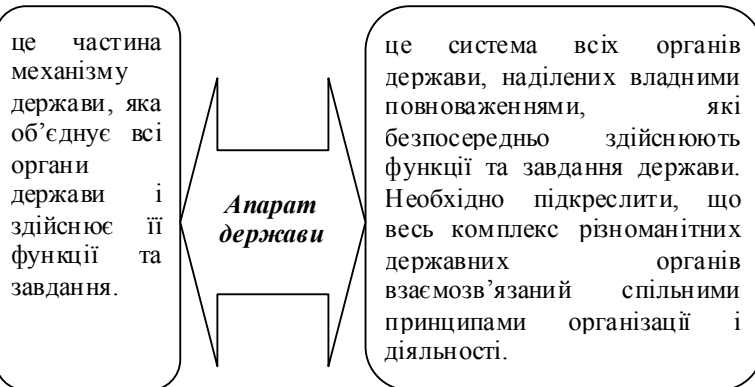 це частина
механізму
держави, яка
об’єднує всі
органи
держави і
здійснює її
функції та
завдання.
Апарат
держави
це система всіх органів
держави, наділених владними
повноваженнями, які
безпосередньо здійснюють
функції та завдання держави.
Необхідно підкреслити, що
весь комплекс різноманітних
державних органів
взаємозв’язаний спільними
принципами організації і
діяльності.